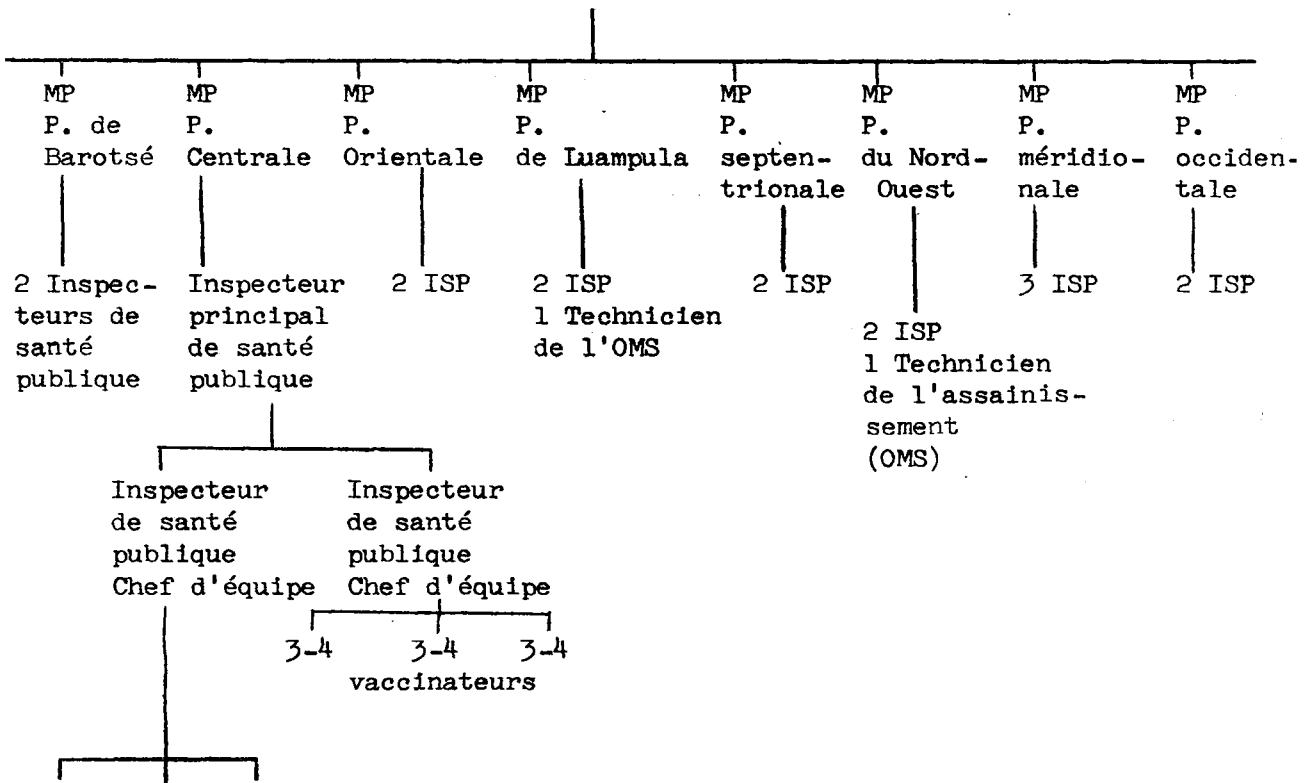 MP
P. de
Barotsé
MP
P.
Centrale
MP
P.
Orientale
MP
P.
de Luampula
MP
P.
septen-
trionale
MP
P.
du Nord-
Ouest
MP
P.
méridio-
nale
MP
P.
occiden-
tale
2 Inspec-
teurs de
santé
publique
Inspecteur
principal
de santé
publique
2 ISP
2 ISP
1 Technicien
de l'OMS
2 ISP
2 ISP
1 Technicien
de l'assainis-
sement
(OMS)
3 ISP
2 ISP
Inspecteur
de santé
publique
Chef d'équipe
Inspecteur
de santé
publique
Chef d'équipe
3-4 3-4 3-4
vaccinateurs